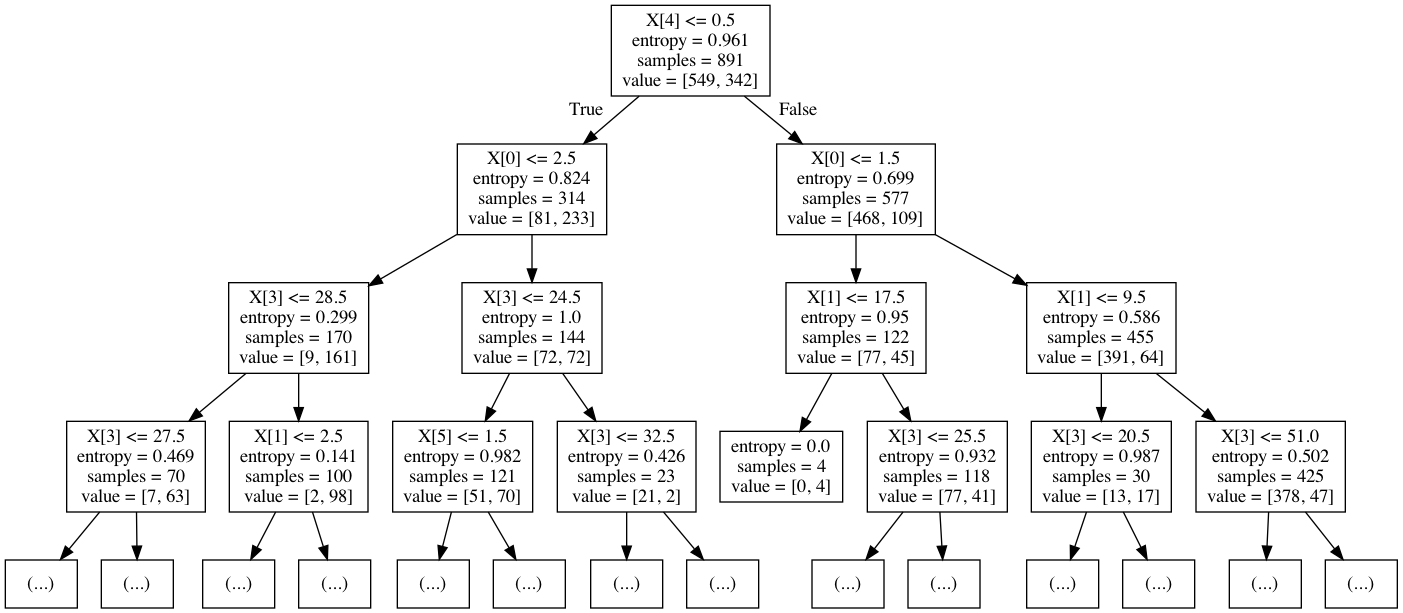 X[4] <= 0.5
entropy = 0.961
samples = 891
value = [549, 342]
True
False
X[0] <= 2.5
entropy = 0.824
samples = 314
value = [81, 233]
X[0] <= 1.5
entropy = 0.699
samples = 577
value = [468, 109]
X[3] <= 28.5
entropy = 0.299
samples = 170
value = [9, 161]
X[3] <= 24.5
entropy = 1.0
samples = 144
value = [72, 72]
X[1] <= 17.5
entropy = 0.95
samples = 122
value = [77, 45]
X[1] <= 9.5
entropy = 0.586
samples = 455
value = [391, 64]
X[3] <= 27.5
entropy = 0.469
samples = 70
value = [7, 63]
X[1] <= 2.5
entropy = 0.141
samples = 100
value = [2, 98]
X[5] <= 1.5
entropy = 0.982
samples = 121
value = [51, 70]
X[3] <= 32.5
entropy = 0.426
samples = 23
value = [21, 2]
entropy = 0.0
samples = 4
value = [0, 4]
X[3] <= 25.5
entropy = 0.932
samples = 118
value = [77, 41]
X[3] <= 20.5
entropy = 0.987
samples = 30
value = [13, 17]
X[3] <= 51.0
entropy = 0.502
samples = 425
value = [378, 47]
(...)
(...)
(...)
(...)
(...)
(...)
(...)
(...)
(...)
(...)
(...)
(...)
(...)
(...)